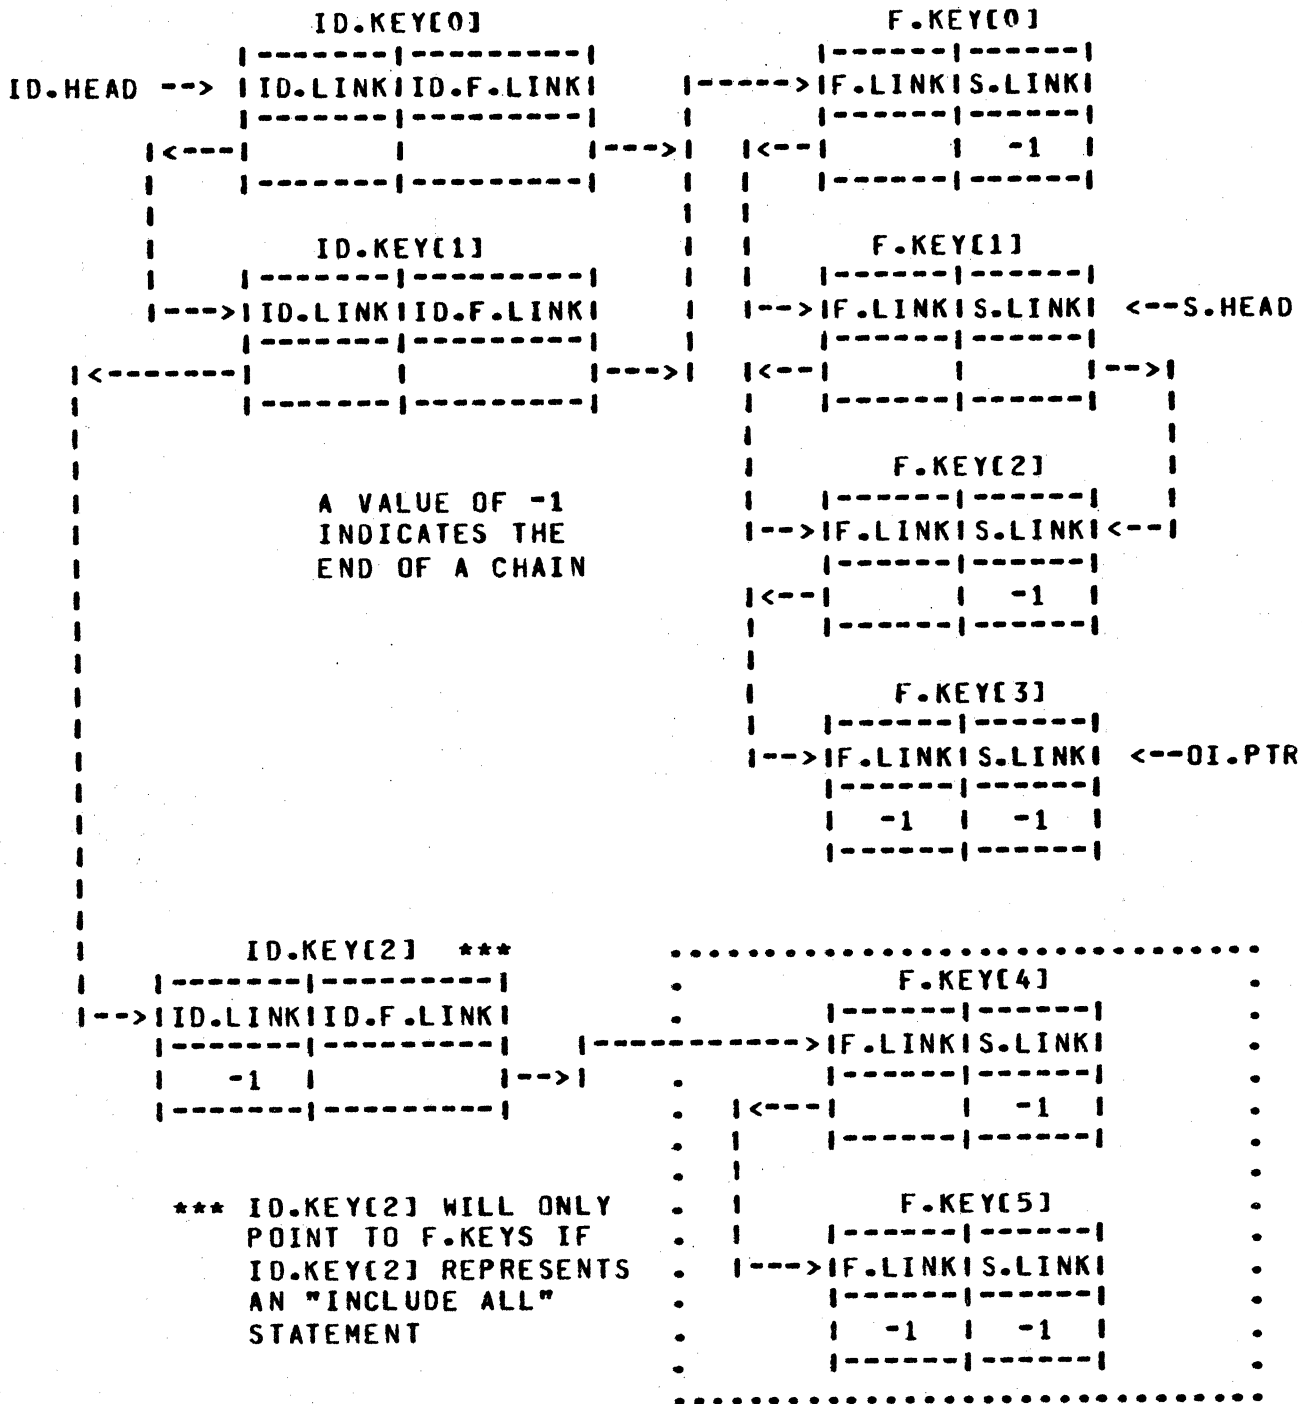 ID.KEY[0] F.KEY[0]
|-------|---------| |------|------|
ID.HEAD --> |ID.LINK|ID.F.LINK| |----->|F.LINK|S.LINK|
|-------|---------| | |------|------|
|<---| | |--->| |<--| | -1 |
| |-------|---------| | | |------|------|
| | |
| ID.KEY[1] | | F.KEY[1]
| |-------|---------| | | |------|------|
|--->|ID.LINK|ID.F.LINK| | |-->|F.LINK|S.LINK| <--S.HEAD
|-------|---------| | |------|------|
|<-------| | |--->| |<--| | |-->|
| |-------|---------| | |------|------| |
| | |
| | F.KEY[2] |
| A VALUE OF -1 | |------|------| |
| INDICATES THE |-->|F.LINK|S.LINK|<--|
| END OF A CHAIN |------|------|
| |<--| | -1 |
| | |------|------|
| |
| | F.KEY[3]
| | |------|------|
| |-->|F.LINK|S.LINK| <--OI.PTR
| |------|------|
| | -1 | -1 |
| |------|------|
|
|
| ID.KEY[2] *** .............................
| |-------|---------| . F.KEY[4] .
|-->|ID.LINK|ID.F.LINK| . |------|------| .
|-------|---------| |----------->|F.LINK|S.LINK| .
| -1 | |-->| . |------|------| .
|-------|---------| . |<---| | -1 | .
. | |------|------| .
. | .
*** ID.KEY[2] WILL ONLY . | F.KEY[5] .
POINT TO F.KEYS IF . | |------|------| .
ID.KEY[2] REPRESENTS . |--->|F.LINK|S.LINK| .
AN "INCLUDE ALL" . |------|------| .
STATEMENT . | -1 | -1 | .
. |------|------| .
.............................